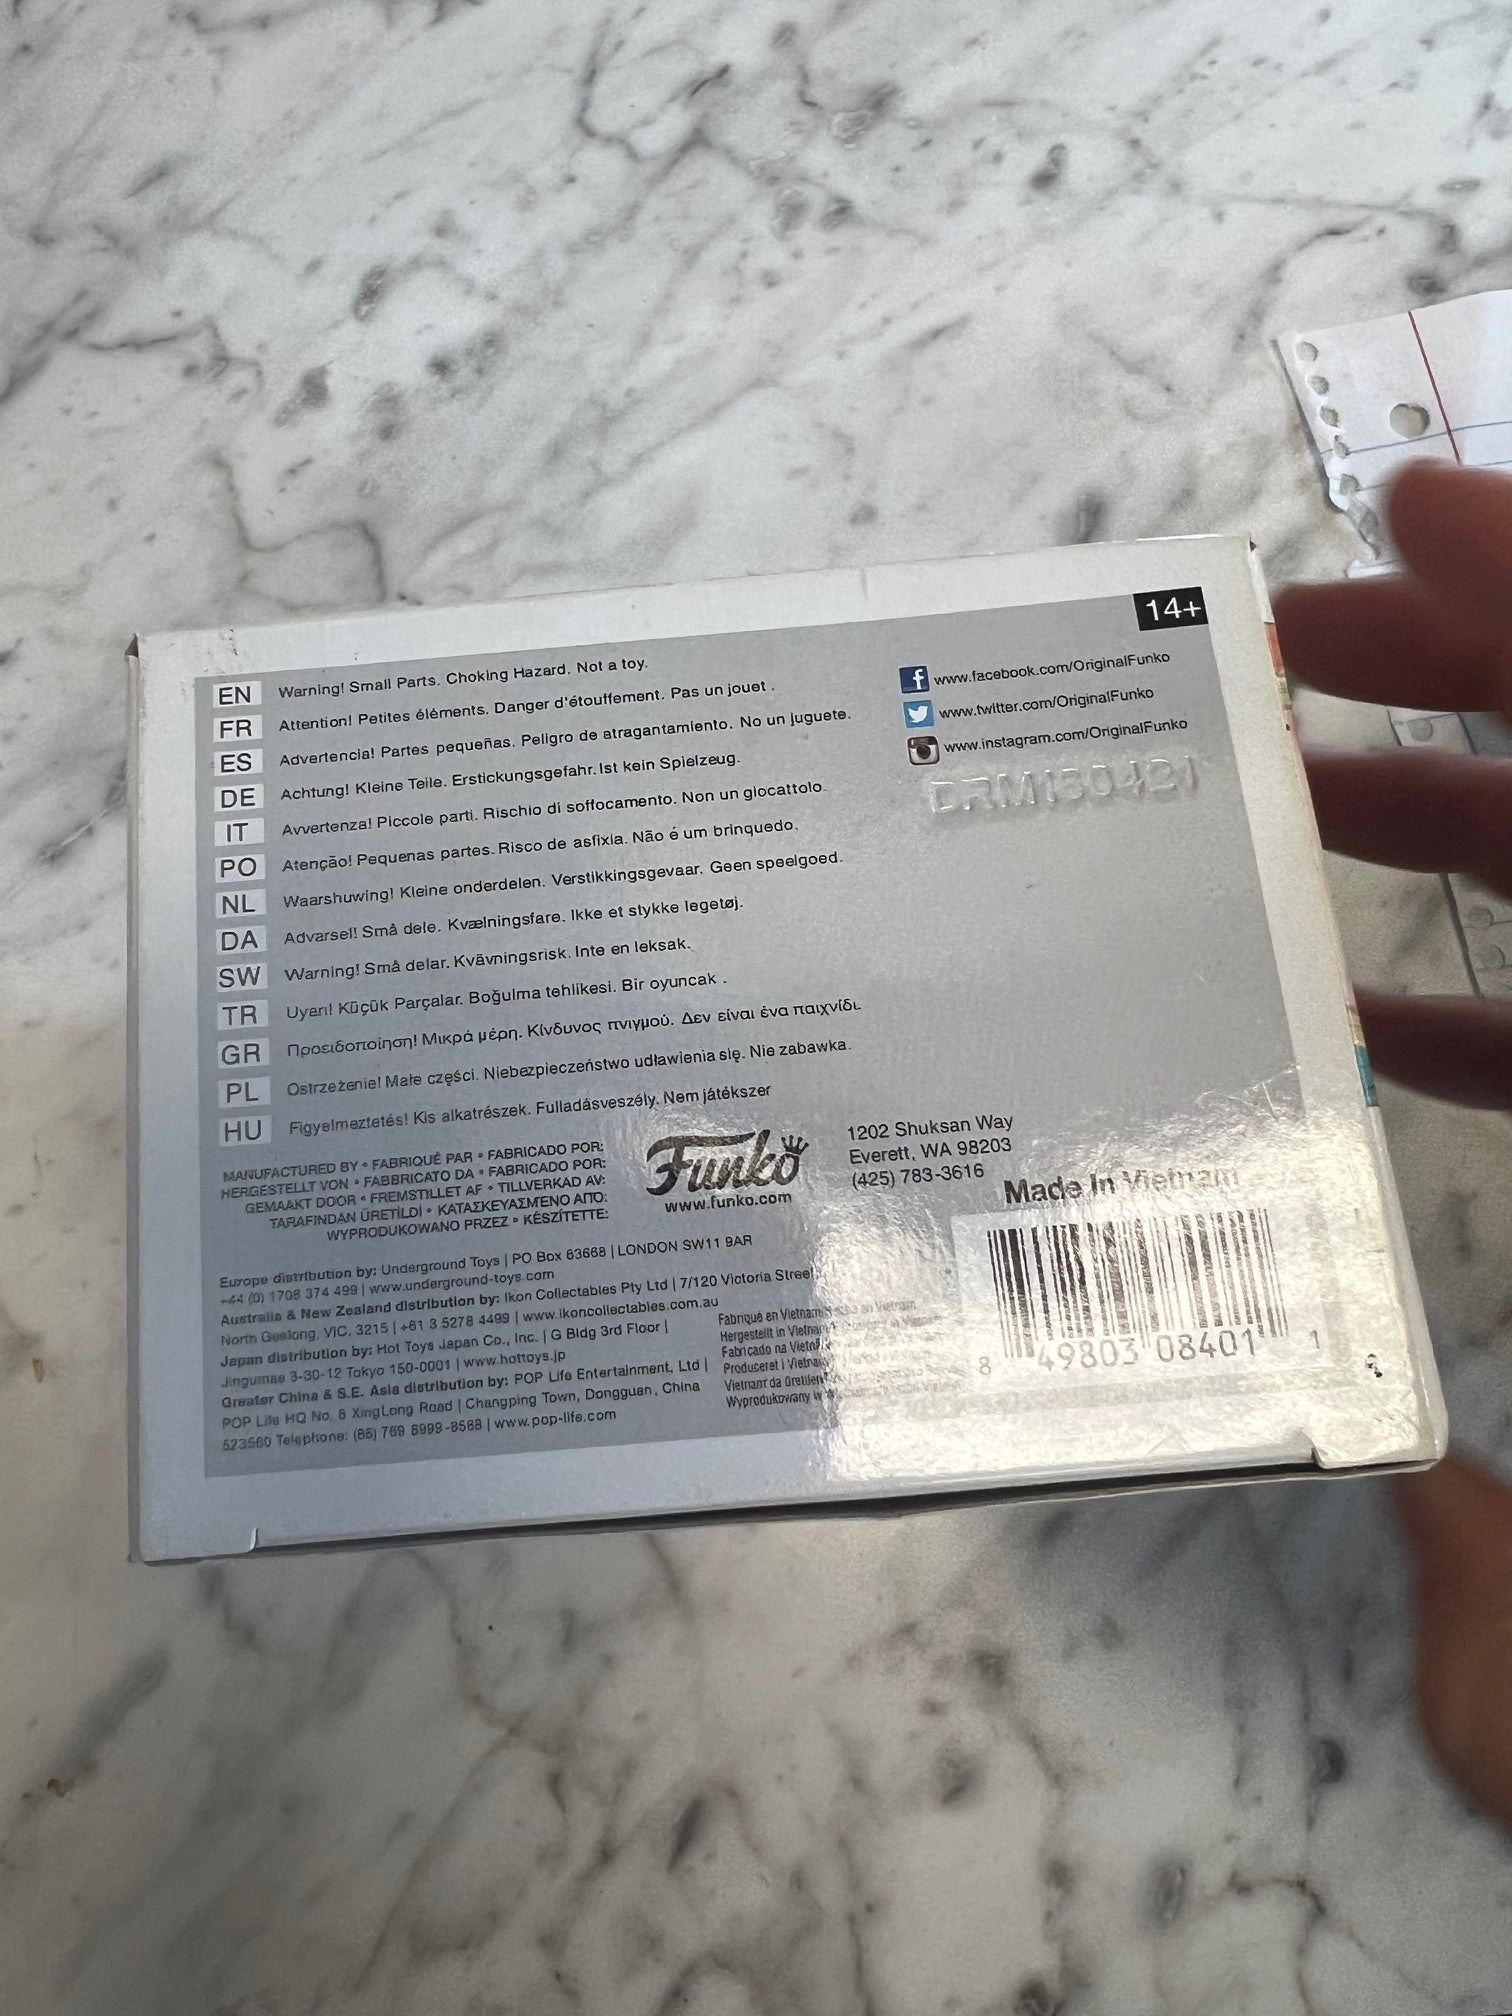 14+
EN Warning! Small Parts. Choking Hazard. Not a toy.
FR Attention! Petites éléments. Danger d'étouffement. Pas un jouet .
ES Advertencia! Partes pequeñas. Peligro de atragantamiento. No un juguete.
DE Achtung! Kleine Teile. Erstickungsgefahr. Ist kein Spielzeug.
IT Avvertenza! Piccole parti. Rischio di soffocamento. Non un giocattolo.
PO Atenção! Pequenas partes. Risco de asfixia. Não é um brinquedo.
NL Waarshuwing! Kleine onderdelen. Verstikkingsgevaar. Geen speelgoed.
DA Advarsel! Små dele. Kvælningsfare. Ikke et stykke legetøj.
SW Warning! Små delar. Kvävningsrisk. Inte en leksak.
TR Uyarı! Küçük Parçalar. Boğulma tehlikesi. Bir oyuncak .
GR Προειδοποίηση! Μικρά μέρη. Κίνδυνος πνιγμού. Δεν είναι ένα παιχνίδι.
PL Ostrzeżenie! Małe części. Niebezpieczeństwo udławienia się. Nie zabawka.
HU Figyelmeztetés! Kis alkatrészek. Fulladásveszély. Nem játékszer
www.facebook.com/OriginalFunko
www.twitter.com/OriginalFunko
www.instagram.com/OriginalFunko
DRM130421
MANUFACTURED BY • FABRIQUÉ PAR • FABRICADO POR:
HERGESTELLT VON • FABBRICATO DA • FABRICADO POR:
GEMAAKT DOOR • FREMSTILLET AF • TILLVERKAD AV:
TARAFINDAN ÜRETİLDİ • ΚΑΤΑΣΚΕΥΑΣΜΈΝΟ ΑΠΌ:
WYPRODUKOWANO PRZEZ • KÉSZÍTETTE:
Funko
www.funko.com
1202 Shuksan Way
Everett, WA 98203
(425) 783-3616
Made In Vietnam
Europe distribution by: Underground Toys | PO Box 63668 | LONDON SW11 9AR
+44 (0) 1708 374 499 | www.underground-toys.com
Australia & New Zealand distribution by: Ikon Collectables Pty Ltd | 7/120 Victoria Street
North Geelong, VIC, 3215 | +61 3 5278 4499 | www.ikoncollectables.com.au
Japan distribution by: Hot Toys Japan Co., Inc. | G Bldg 3rd Floor |
Jingumae 3-30-12 Tokyo 150-0001 | www.hottoys.jp
Greater China & S.E. Asia distribution by: POP Life Entertainment, Ltd |
POP Life HQ No. 6 XingLong Road | Changping Town, Dongguan, China
523560 Telephone: (86) 769 8999-8568 | www.pop-life.com
Fabriqué en Vietnam
Hergestellt in Vietnam
Fabricado na
Produceret i
Vietnam'da
Wyprodukowany w
8 49803 08401 1